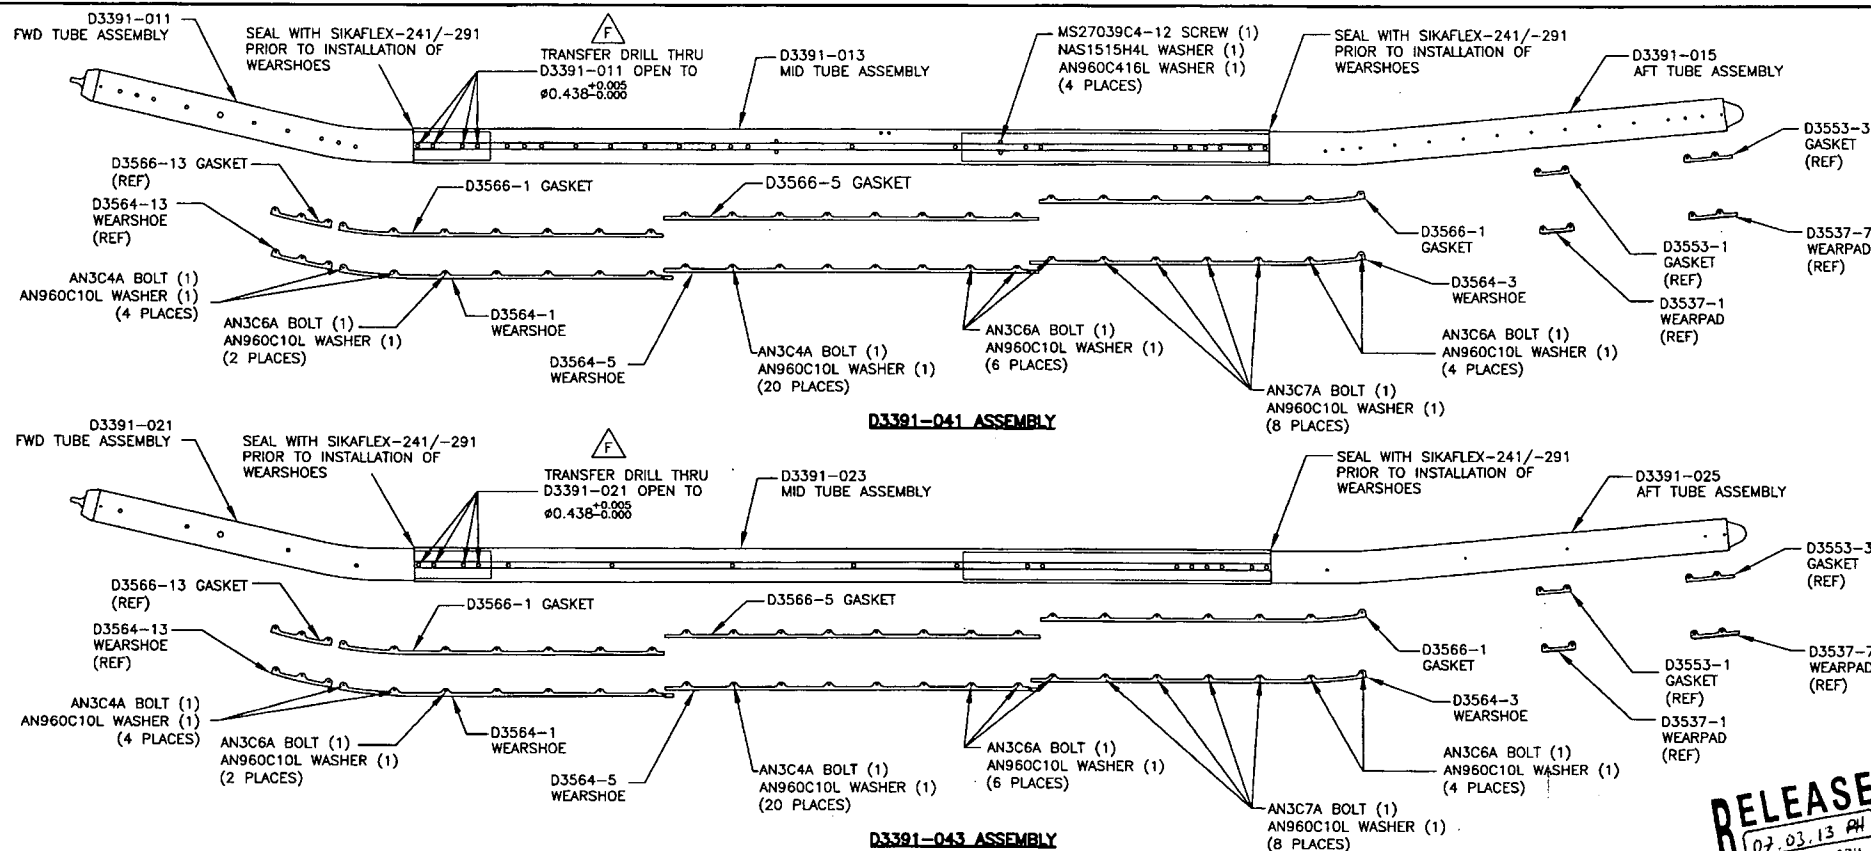 D3391-011
FWD TUBE ASSEMBLY
SEAL WITH SIKAFLEX-241/-291
PRIOR TO INSTALLATION OF
WEARSHOES
F
TRANSFER DRILL THRU
D3391-011 OPEN TO
ø0.438+0.005-0.000
D3391-013
MID TUBE ASSEMBLY
MS27039C4-12 SCREW (1)
NAS1515H4L WASHER (1)
AN960C416L WASHER (1)
(4 PLACES)
SEAL WITH SIKAFLEX-241/-291
PRIOR TO INSTALLATION OF
WEARSHOES
D3391-015
AFT TUBE ASSEMBLY
D3553-3
GASKET
(REF)
D3566-13 GASKET
(REF)
D3566-1 GASKET
D3566-5 GASKET
D3564-13
WEARSHOE
(REF)
D3566-1
GASKET
D3553-1
GASKET
(REF)
D3537-7
WEARPAD
(REF)
AN3C4A BOLT (1)
AN960C10L WASHER (1)
(4 PLACES)
AN3C6A BOLT (1)
AN960C10L WASHER (1)
(2 PLACES)
D3564-1
WEARSHOE
D3564-5
WEARSHOE
AN3C4A BOLT (1)
AN960C10L WASHER (1)
(20 PLACES)
AN3C6A BOLT (1)
AN960C10L WASHER (1)
(6 PLACES)
D3564-3
WEARSHOE
D3537-1
WEARPAD
(REF)
AN3C6A BOLT (1)
AN960C10L WASHER (1)
(4 PLACES)
AN3C7A BOLT (1)
AN960C10L WASHER (1)
(8 PLACES)
D3391-041 ASSEMBLY
D3391-021
FWD TUBE ASSEMBLY
SEAL WITH SIKAFLEX-241/-291
PRIOR TO INSTALLATION OF
WEARSHOES
F
TRANSFER DRILL THRU
D3391-021 OPEN TO
ø0.438+0.005-0.000
D3391-023
MID TUBE ASSEMBLY
SEAL WITH SIKAFLEX-241/-291
PRIOR TO INSTALLATION OF
WEARSHOES
D3391-025
AFT TUBE ASSEMBLY
D3553-3
GASKET
(REF)
D3566-13 GASKET
(REF)
D3566-1 GASKET
D3566-5 GASKET
D3564-13
WEARSHOE
(REF)
D3566-1
GASKET
D3553-1
GASKET
(REF)
D3537-7
WEARPAD
(REF)
AN3C4A BOLT (1)
AN960C10L WASHER (1)
(4 PLACES)
AN3C6A BOLT (1)
AN960C10L WASHER (1)
(2 PLACES)
D3564-1
WEARSHOE
D3564-5
WEARSHOE
AN3C4A BOLT (1)
AN960C10L WASHER (1)
(20 PLACES)
AN3C6A BOLT (1)
AN960C10L WASHER (1)
(6 PLACES)
D3564-3
WEARSHOE
D3537-1
WEARPAD
(REF)
AN3C6A BOLT (1)
AN960C10L WASHER (1)
(4 PLACES)
AN3C7A BOLT (1)
AN960C10L WASHER (1)
(8 PLACES)
D3391-043 ASSEMBLY
RELEASE
07.03.13